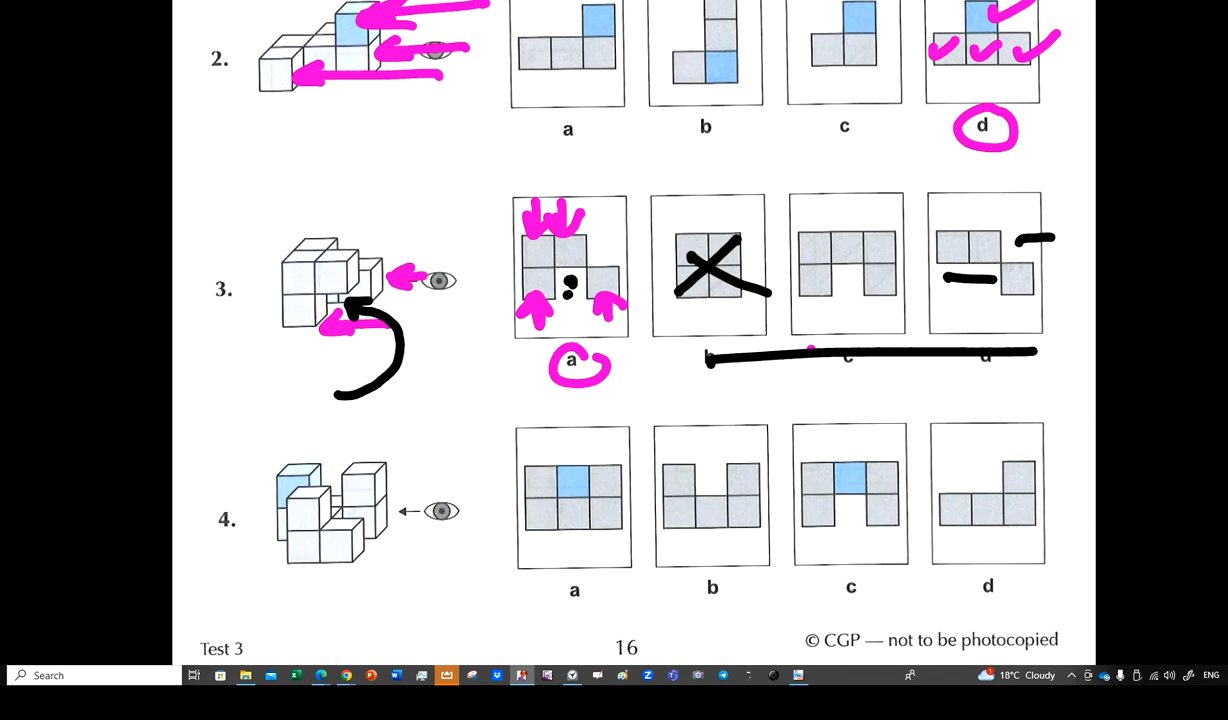 2.
a
b
c
d
3.
a
4.
a
b
c
d
Test 3
16
© CGP — not to be photocopied
Search
18°C Cloudy
ENG